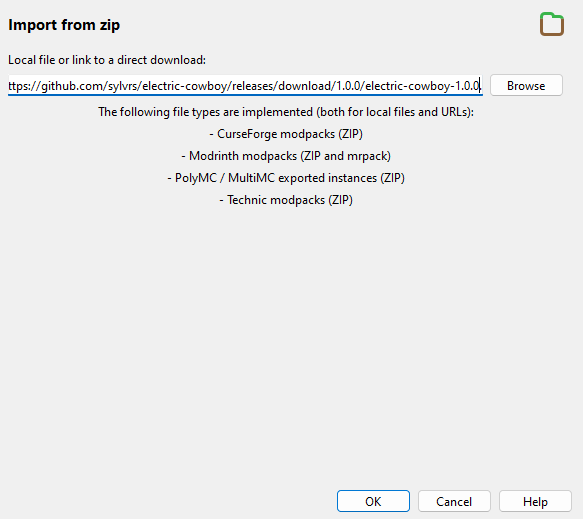 Import from zip
Local file or link to a direct download:
ttps://github.com/sylvrs/electric-cowboy/releases/download/1.0.0/electric-cowboy-1.0.0.
Browse
The following file types are implemented (both for local files and URLs):
- CurseForge modpacks (ZIP)
- Modrinth modpacks (ZIP and mrpack)
- PolyMC / MultiMC exported instances (ZIP)
- Technic modpacks (ZIP)
OK
Cancel
Help